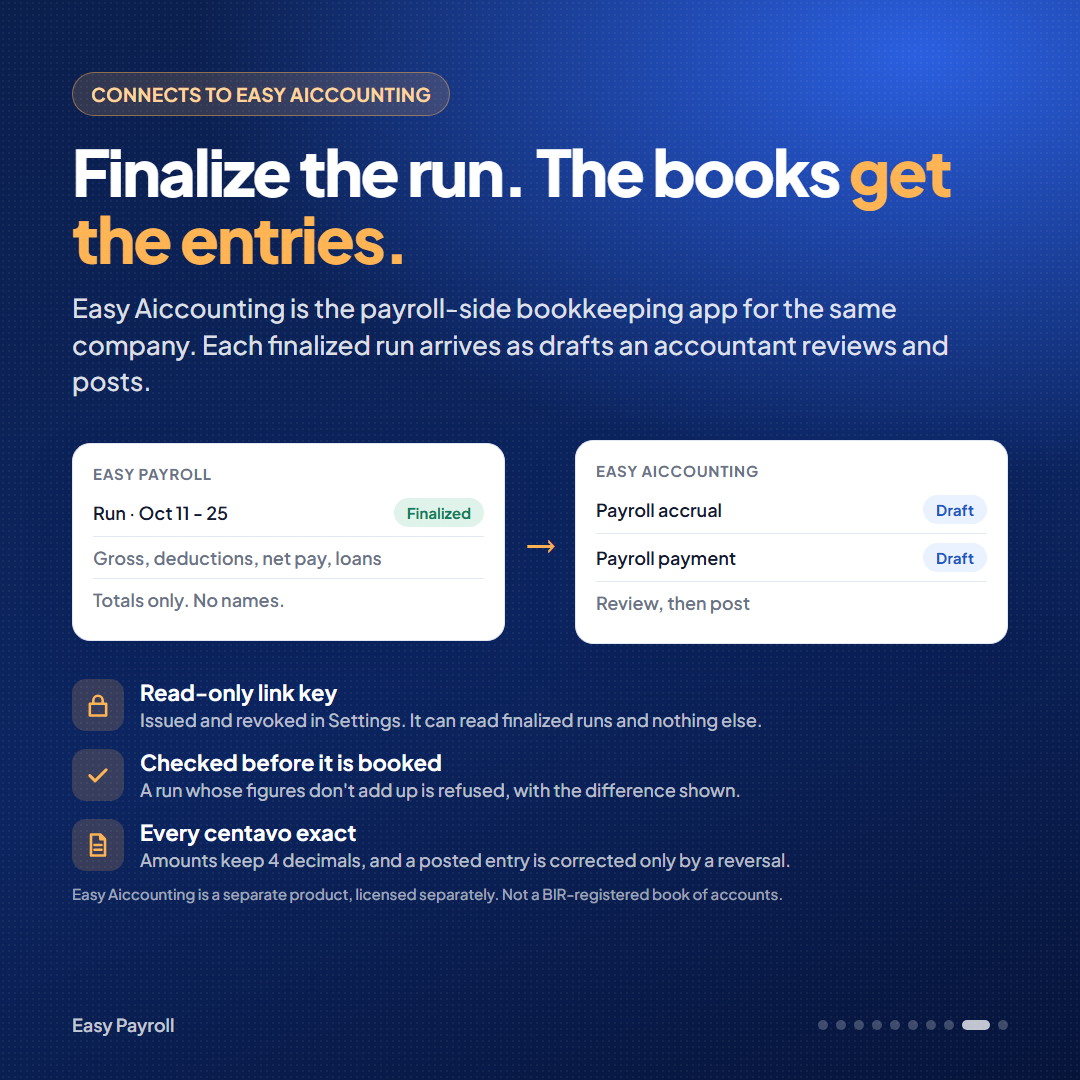 CONNECTS TO EASY AICCOUNTING
Finalize the run. The books get
the entries.
Easy Aiccounting is the payroll-side bookkeeping app for the same
company. Each finalized run arrives as drafts an accountant reviews and
posts.
EASY PAYROLL
Run · Oct 11 - 25
Finalized
Gross, deductions, net pay, loans
Totals only. No names.
→
EASY AICCOUNTING
Payroll accrual
Draft
Payroll payment
Draft
Review, then post
Read-only link key
Issued and revoked in Settings. It can read finalized runs and nothing else.
Checked before it is booked
A run whose figures don't add up is refused, with the difference shown.
Every centavo exact
Amounts keep 4 decimals, and a posted entry is corrected only by a reversal.
Easy Aiccounting is a separate product, licensed separately. Not a BIR-registered book of accounts.
Easy Payroll